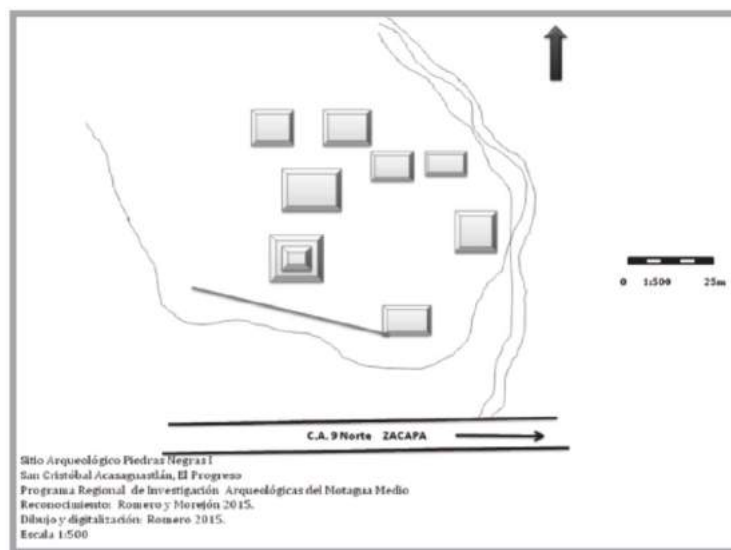 0 1:500 25m
C.A. 9 Norte ZACAPA
Sitio Arqueológico Piedras Negras I
San Cristóbal Acasaguastlán, El Progreso
Programa Regional de Investigación Arqueológicas del Motagua Medio
Reconocimiento: Romero y Morejón 2015.
Dibujo y digitalización: Romero 2015.
Escala 1:500